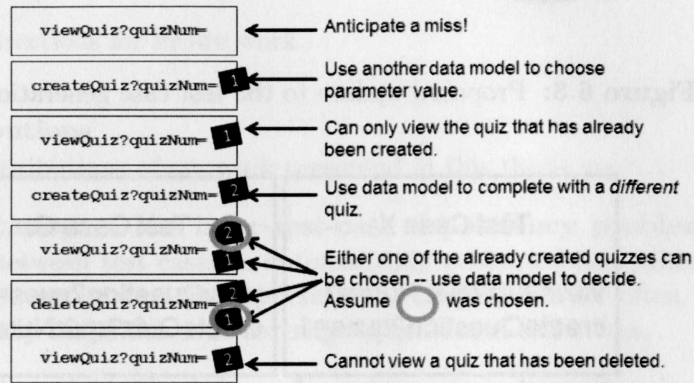 viewQuiz?quizNum=
Anticipate a miss!
createQuiz?quizNum= 1
Use another data model to choose
parameter value.
viewQuiz?quizNum= 1
Can only view the quiz that has already
been created.
createQuiz?quizNum= 2
Use data model to complete with a different
quiz.
viewQuiz?quizNum= 2
1
Either one of the already created quizzes can
be chosen -- use data model to decide.
Assume was chosen.
deleteQuiz?quizNum= 2
1
viewQuiz?quizNum= 2
Cannot view a quiz that has been deleted.